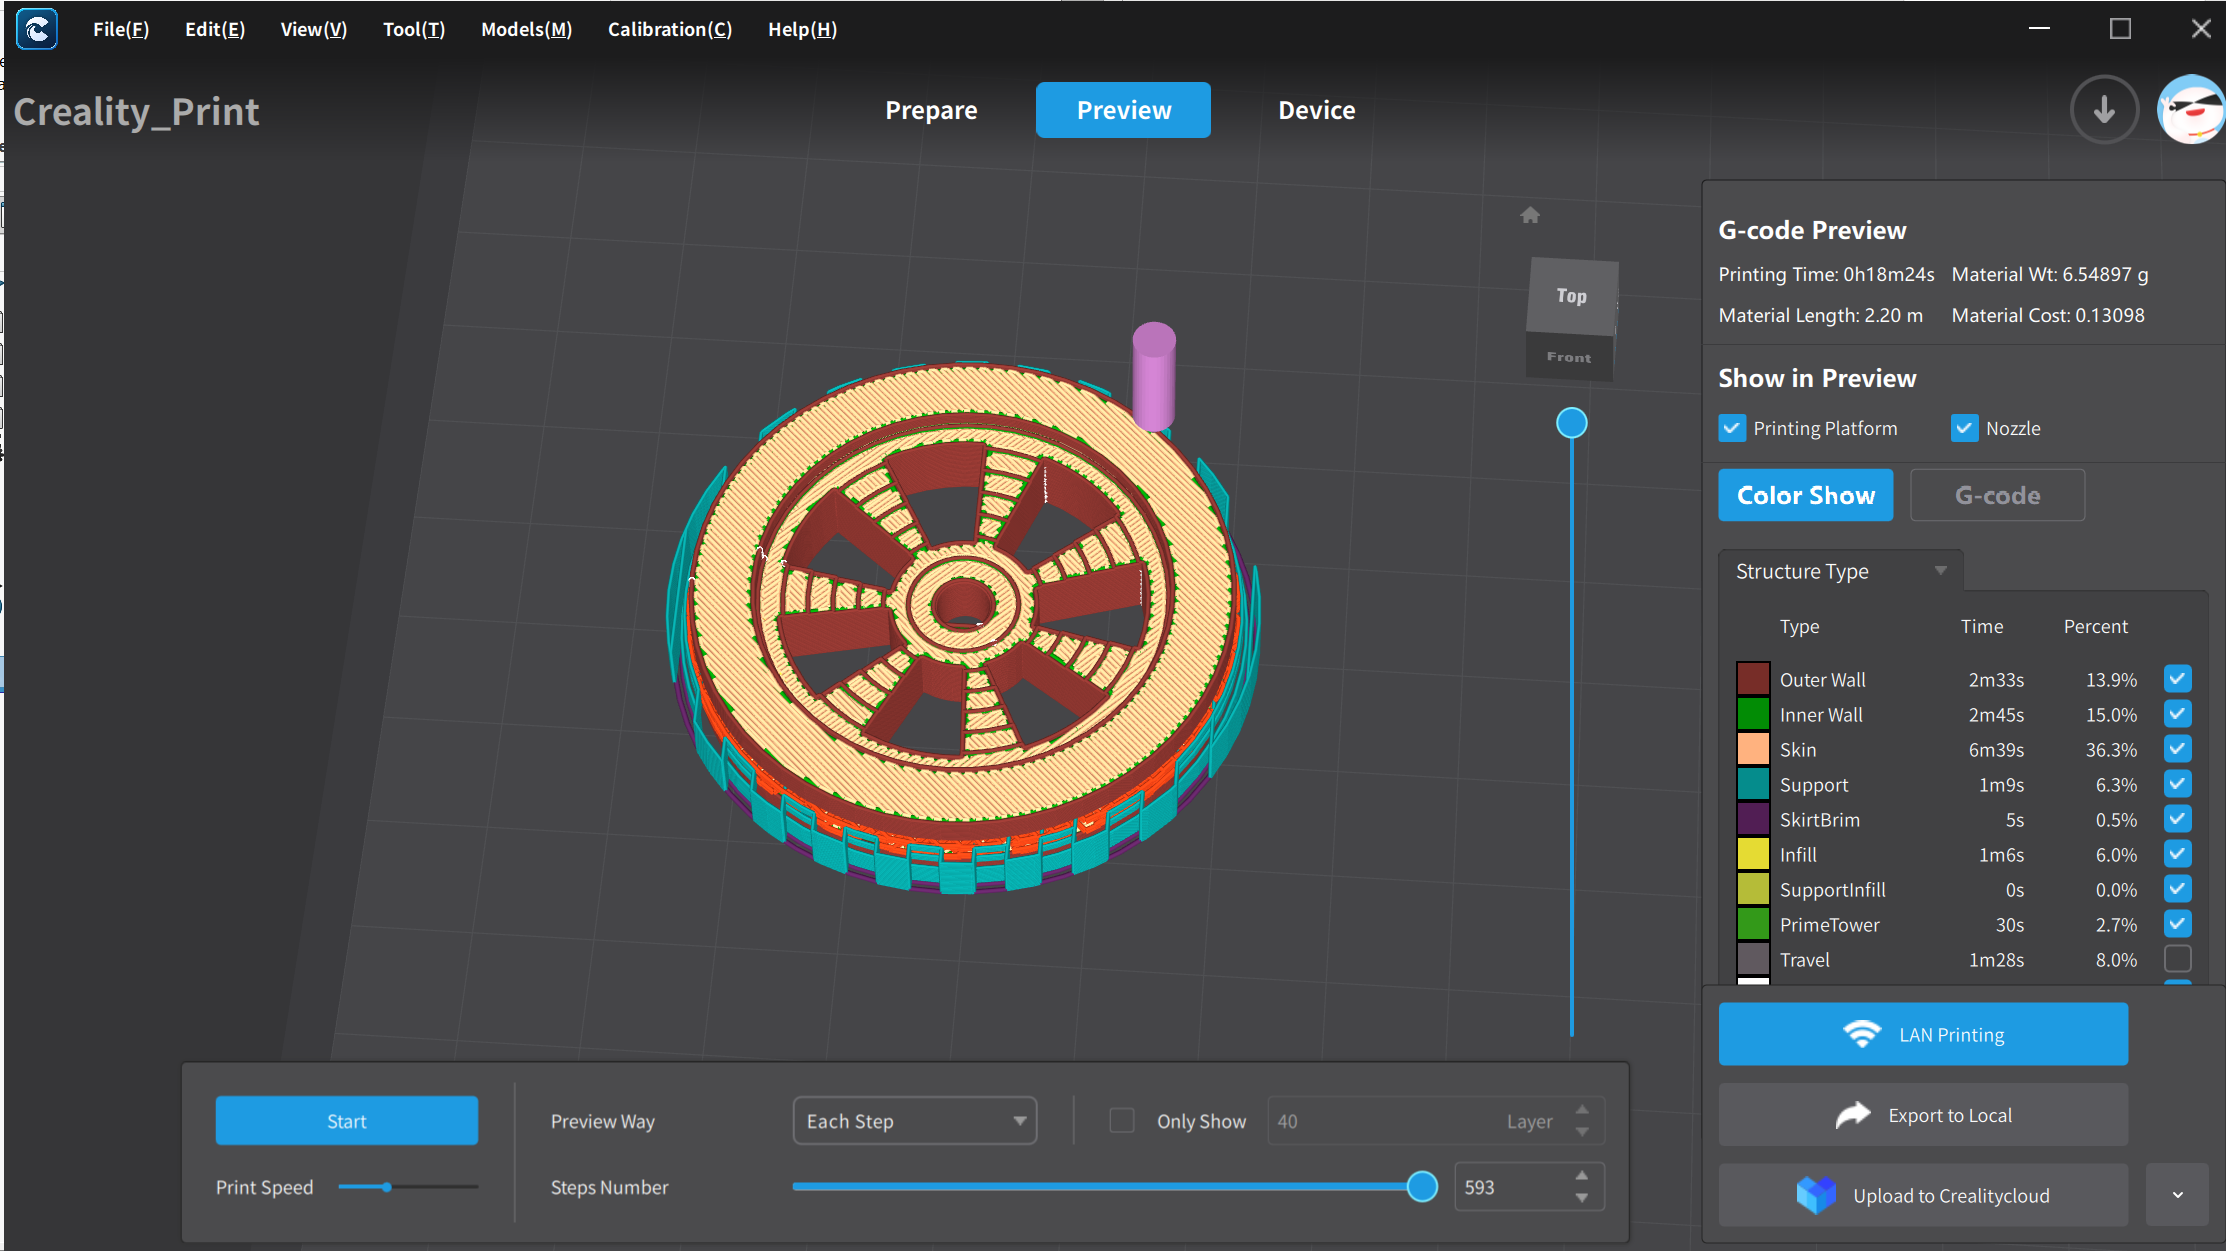 File(F) Edit(E) View(V) Tool(T) Models(M) Calibration(C) Help(H)
Creality_Print
Prepare Preview Device
Top
Front
G-code Preview
Printing Time: 0h18m24s Material Wt: 6.54897 g
Material Length: 2.20 m Material Cost: 0.13098
Show in Preview
Printing Platform Nozzle
Color Show G-code
Structure Type
Type Time Percent
Outer Wall 2m33s 13.9%
Inner Wall 2m45s 15.0%
Skin 6m39s 36.3%
Support 1m9s 6.3%
SkirtBrim 5s 0.5%
Infill 1m6s 6.0%
SupportInfill 0s 0.0%
PrimeTower 30s 2.7%
Travel 1m28s 8.0%
LAN Printing
Export to Local
Upload to Crealitycloud
Start Preview Way Each Step Only Show 40 Layer
Print Speed Steps Number 593